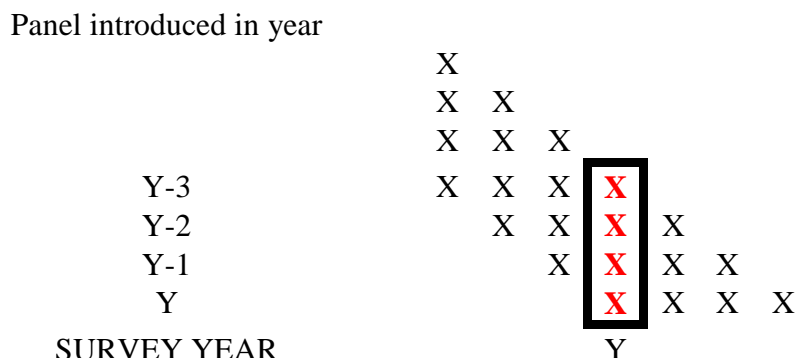 Panel introduced in year
X
X X
X X X
Y-3 X X X X
Y-2 X X X X
Y-1 X X X X
Y X X X X
SURVEY YEAR Y